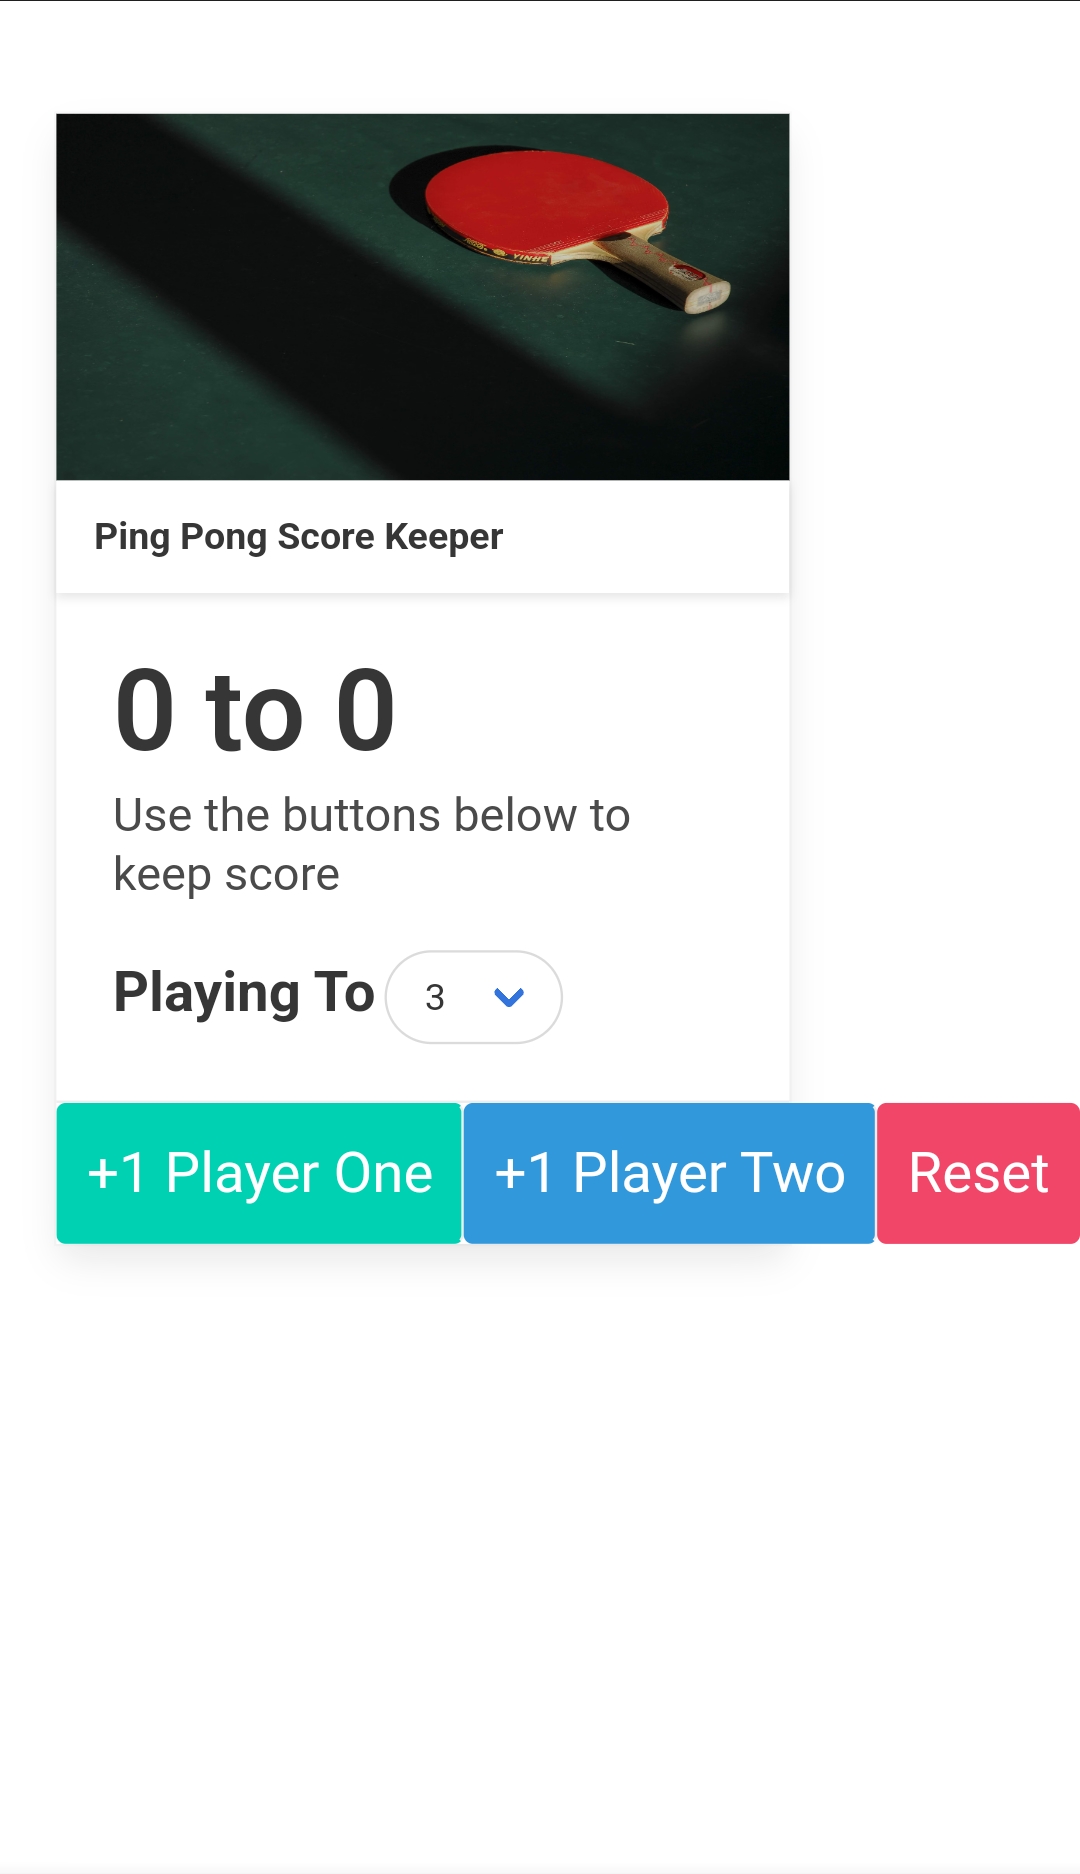 YINHE
Ping Pong Score Keeper
0 to 0
Use the buttons below to
keep score
Playing To 3
+1 Player One +1 Player Two Reset